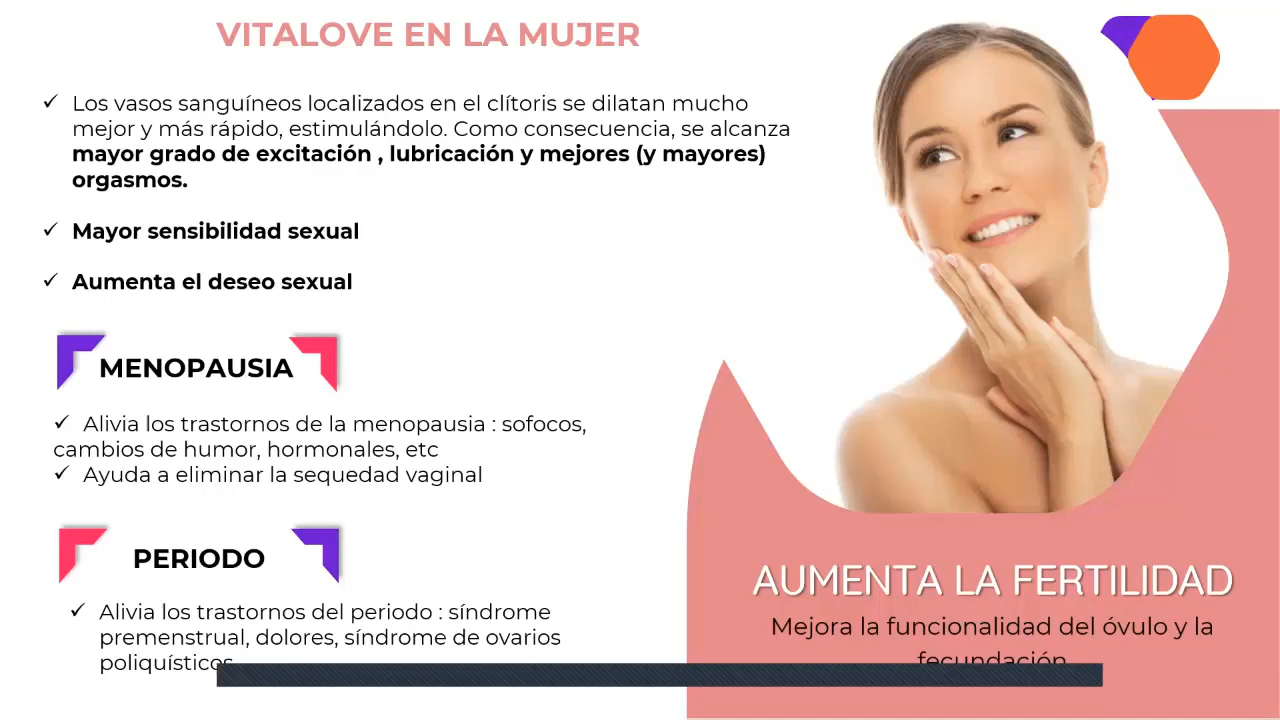 VITALOVE EN LA MUJER
✓ Los vasos sanguíneos localizados en el clítoris se dilatan mucho
mejor y más rápido, estimulándolo. Como consecuencia, se alcanza
mayor grado de excitación , lubricación y mejores (y mayores)
orgasmos.
✓ Mayor sensibilidad sexual
✓ Aumenta el deseo sexual
MENOPAUSIA
✓ Alivia los trastornos de la menopausia : sofocos,
cambios de humor, hormonales, etc
✓ Ayuda a eliminar la sequedad vaginal
PERIODO
✓ Alivia los trastornos del periodo : síndrome
premenstrual, dolores, síndrome de ovarios
poliquísticos
AUMENTA LA FERTILIDAD
Mejora la funcionalidad del óvulo y la
fecundación